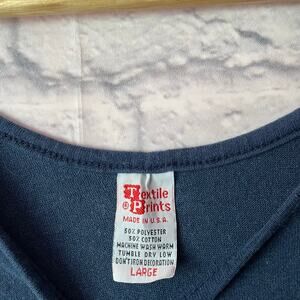 Textile
Prints
MADE IN U.S.A.
50% POLYESTER
50% COTTON
MACHINE WASH WARM
TUMBLE DRY LOW
DON'T IRON DECORATION
LARGE